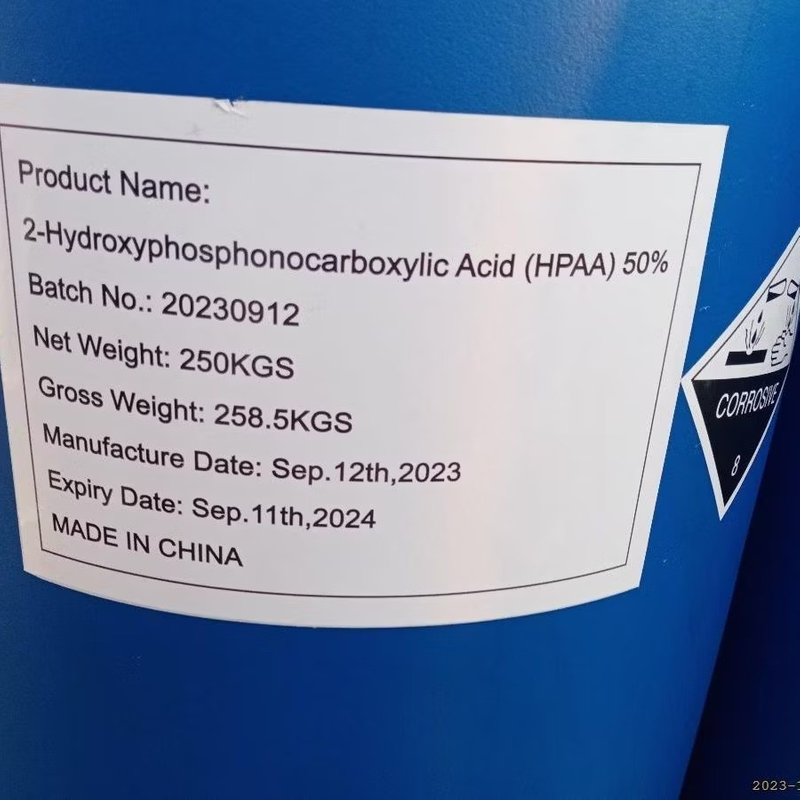 Product Name:
2-Hydroxyphosphonocarboxylic Acid (HPAA) 50%
Batch No.: 20230912
Net Weight: 250KGS
Gross Weight: 258.5KGS
Manufacture Date: Sep.12th,2023
Expiry Date: Sep.11th,2024
MADE IN CHINA
CORROSIVE
8